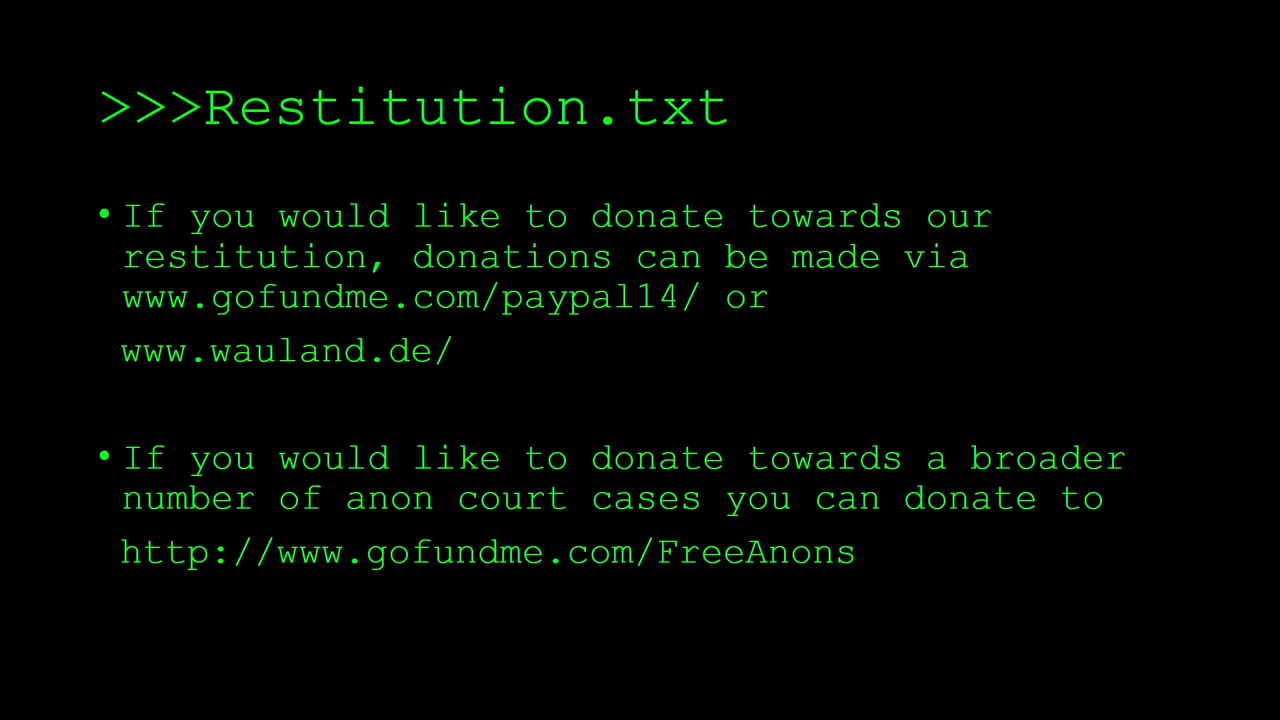 >>>Restitution.txt
• If you would like to donate towards our
restitution, donations can be made via
www.gofundme.com/paypal14/ or
www.wauland.de/
• If you would like to donate towards a broader
number of anon court cases you can donate to
http://www.gofundme.com/FreeAnons